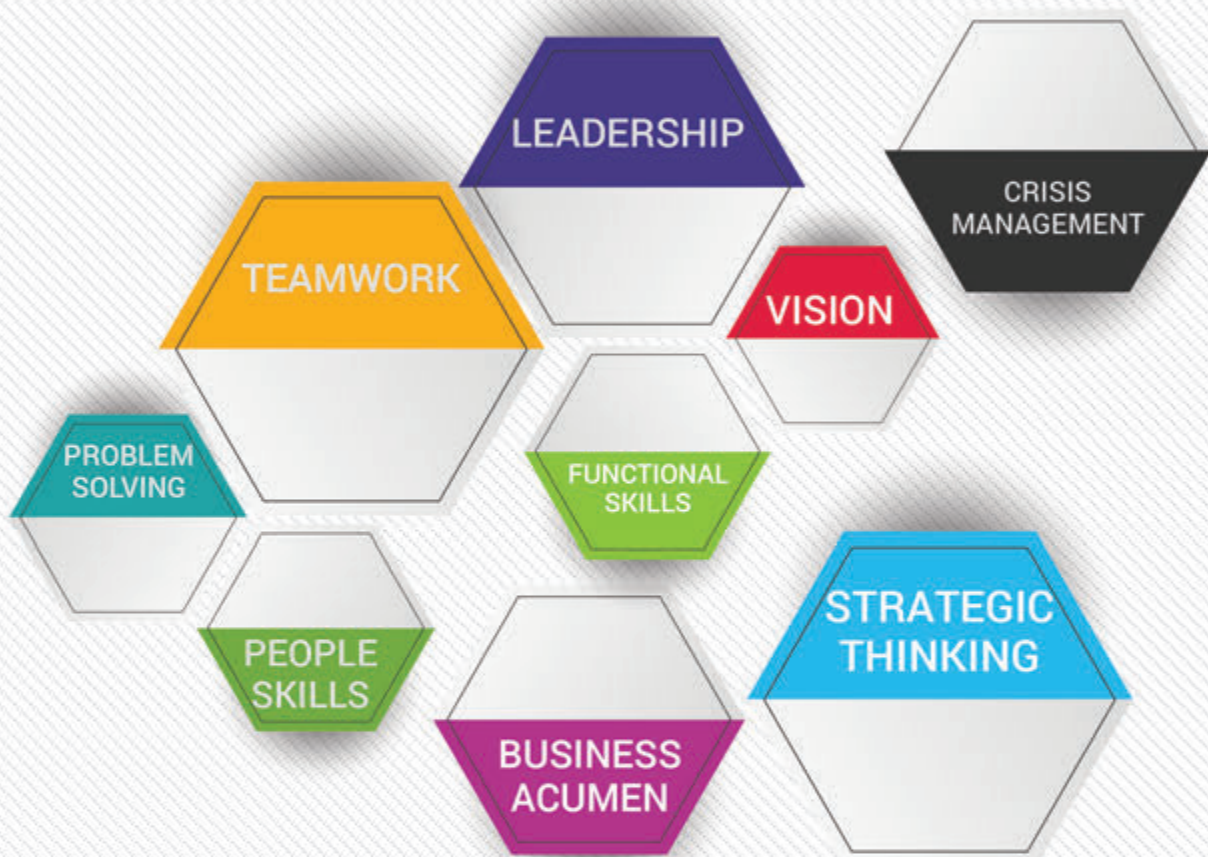 LEADERSHIP
CRISIS
MANAGEMENT
TEAMWORK
VISION
PROBLEM
SOLVING
FUNCTIONAL
SKILLS
PEOPLE
SKILLS
STRATEGIC
THINKING
BUSINESS
ACUMEN